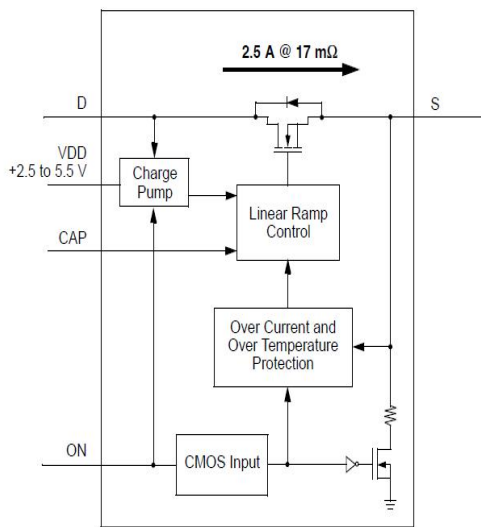 2.5 A @ 17 mΩ
D
S
VDD
+2.5 to 5.5 V
Charge
Pump
Linear Ramp
Control
CAP
Over Current and
Over Temperature
Protection
ON
CMOS Input